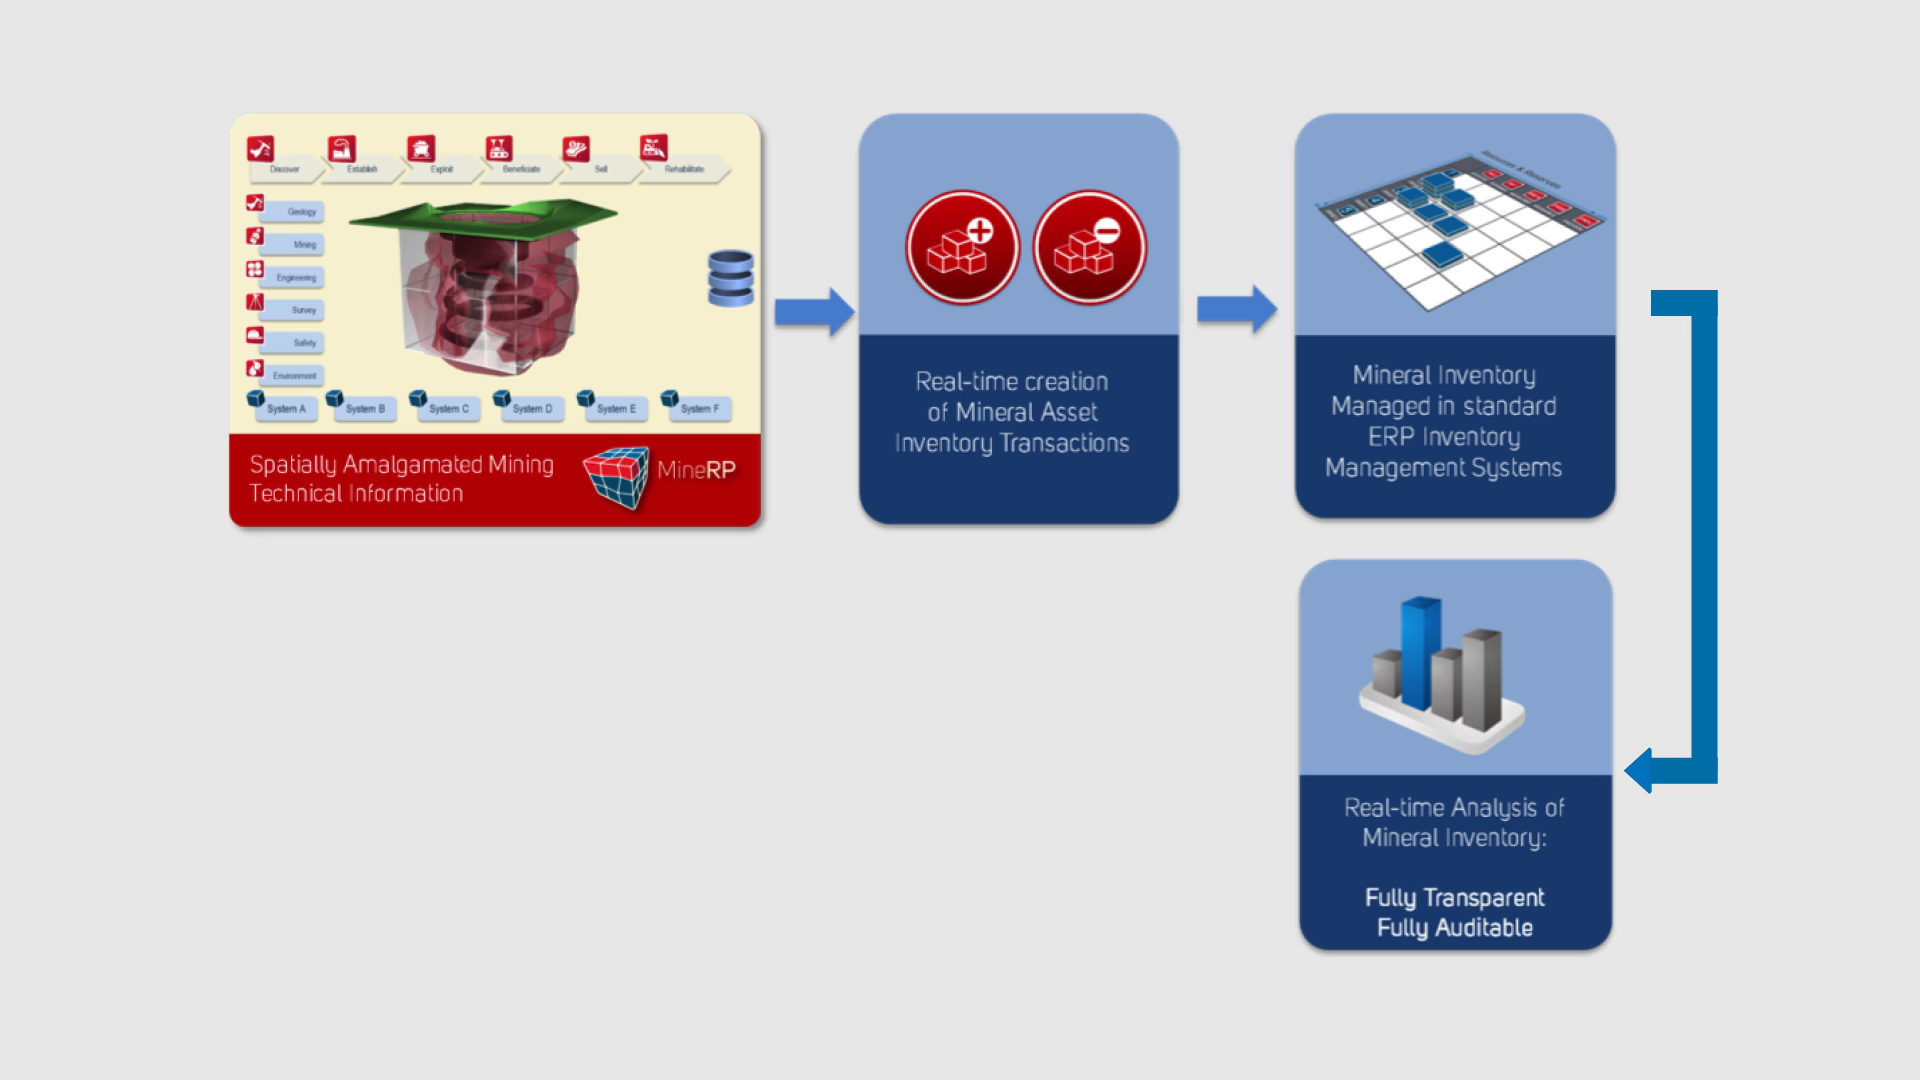 Discover
Establish
Exploit
Beneficiate
Sell
Rehabilitate
Geology
Mining
Engineering
Survey
Safety
Environment
System A
System B
System C
System D
System E
System F
Spatially Amalgamated Mining
Technical Information
MineRP
Real-time creation
of Mineral Asset
Inventory Transactions
Resources & Reserves
Mineral Inventory
Managed in standard
ERP Inventory
Management Systems
Real-time Analysis of
Mineral Inventory:
Fully Transparent
Fully Auditable